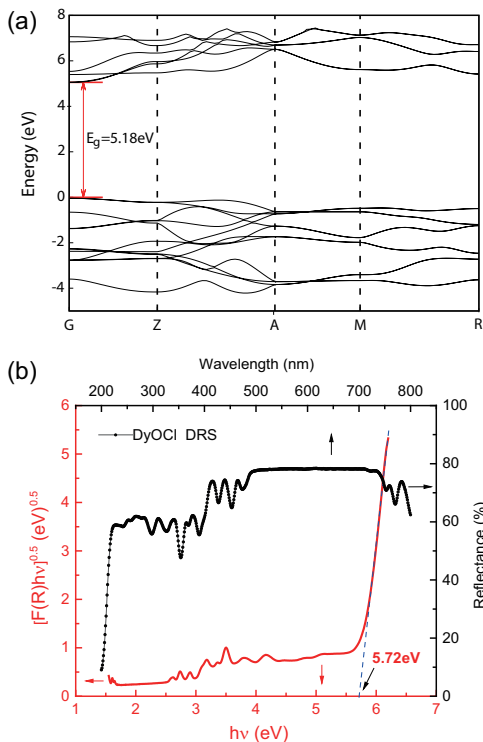 (a)
8
6
4
2
0
-2
-4
Energy (eV)
Eg=5.18eV
G Z A M R
(b)
Wavelength (nm)
200 300 400 500 600 700 800
6
5
4
3
2
1
0
[F(R)hν]^0.5 (eV)^0.5
DyOCl DRS
100
80
60
40
20
0
Reflectance (%)
5.72eV
1 2 3 4 5 6
hν (eV)